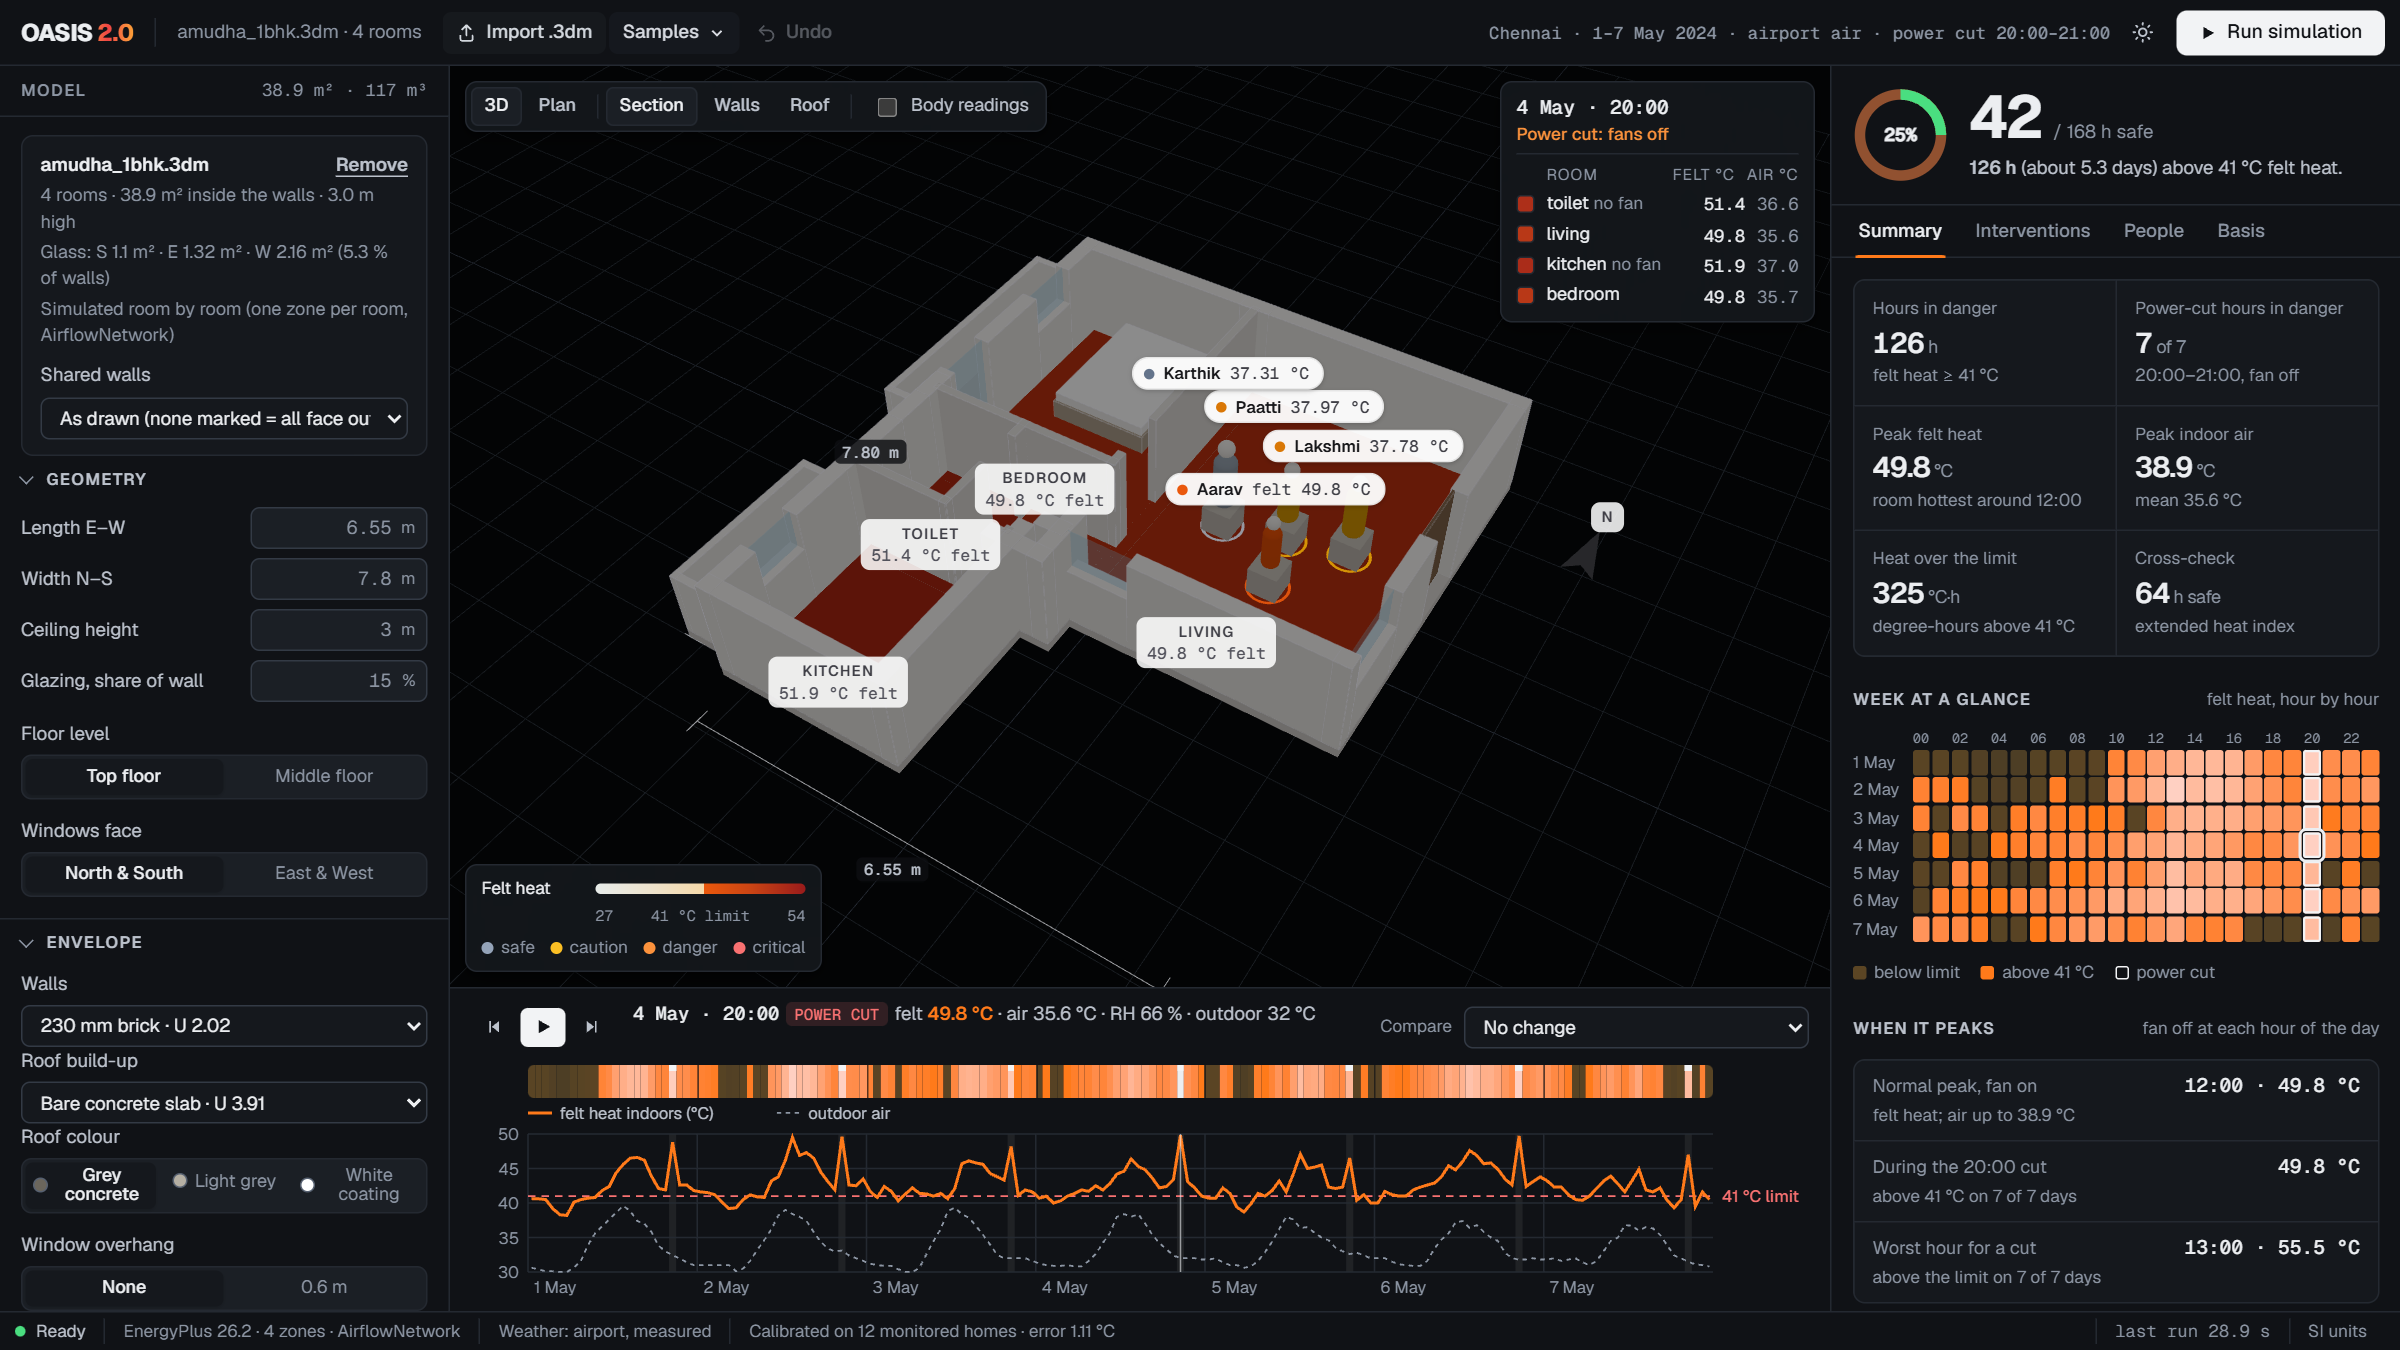 OASIS 2.0
amudha_1bhk.3dm · 4 rooms
Import .3dm
Samples
Undo
Chennai · 1–7 May 2024 · airport air · power cut 20:00–21:00
Run simulation
MODEL
38.9 m² · 117 m³
amudha_1bhk.3dm
Remove
4 rooms · 38.9 m² inside the walls · 3.0 m
high
Glass: S 1.1 m² · E 1.32 m² · W 2.16 m² (5.3 %
of walls)
Simulated room by room (one zone per room,
AirflowNetwork)
Shared walls
As drawn (none marked = all face ou
GEOMETRY
Length E–W
6.55 m
Width N–S
7.8 m
Ceiling height
3 m
Glazing, share of wall
15 %
Floor level
Top floor
Middle floor
Windows face
North & South
East & West
ENVELOPE
Walls
230 mm brick · U 2.02
Roof build-up
Bare concrete slab · U 3.91
Roof colour
Grey
concrete
Light grey
White
coating
Window overhang
None
0.6 m
3D
Plan
Section
Walls
Roof
Body readings
4 May · 20:00
Power cut: fans off
ROOM FELT °C AIR °C
toilet no fan 51.4 36.6
living 49.8 35.6
kitchen no fan 51.9 37.0
bedroom 49.8 35.7
Karthik 37.31 °C
Paatti 37.97 °C
Lakshmi 37.78 °C
Aarav felt 49.8 °C
7.80 m
BEDROOM
49.8 °C felt
TOILET
51.4 °C felt
N
LIVING
49.8 °C felt
KITCHEN
51.9 °C felt
6.55 m
Felt heat
27 41 °C limit 54
safe caution danger critical
4 May · 20:00 POWER CUT felt 49.8 °C · air 35.6 °C · RH 66 % · outdoor 32 °C
Compare
No change
felt heat indoors (°C)
outdoor air
50
45
40
35
30
41 °C limit
1 May 2 May 3 May 4 May 5 May 6 May 7 May
25%
42 / 168 h safe
126 h (about 5.3 days) above 41 °C felt heat.
Summary
Interventions
People
Basis
Hours in danger
126 h
felt heat ≥ 41 °C
Power-cut hours in danger
7 of 7
20:00–21:00, fan off
Peak felt heat
49.8 °C
room hottest around 12:00
Peak indoor air
38.9 °C
mean 35.6 °C
Heat over the limit
325 °C·h
degree-hours above 41 °C
Cross-check
64 h safe
extended heat index
WEEK AT A GLANCE
felt heat, hour by hour
00 02 04 06 08 10 12 14 16 18 20 22
1 May
2 May
3 May
4 May
5 May
6 May
7 May
below limit above 41 °C power cut
WHEN IT PEAKS
fan off at each hour of the day
Normal peak, fan on
12:00 · 49.8 °C
felt heat; air up to 38.9 °C
During the 20:00 cut
49.8 °C
above 41 °C on 7 of 7 days
Worst hour for a cut
13:00 · 55.5 °C
above the limit on 7 of 7 days
Ready
EnergyPlus 26.2 · 4 zones · AirflowNetwork
Weather: airport, measured
Calibrated on 12 monitored homes · error 1.11 °C
last run 28.9 s
SI units